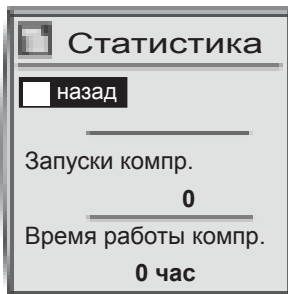 Статистика
назад
Запуски компр.
0
Время работы компр.
0 час